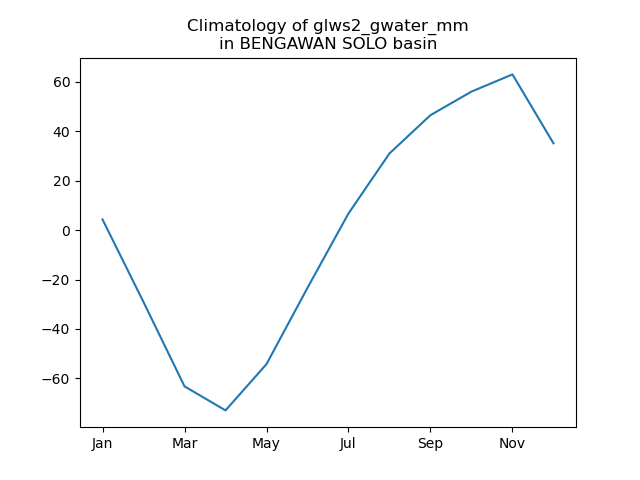 Climatology of glws2_gwater_mm
in BENGAWAN SOLO basin
60
40
20
0
−20
−40
−60
Jan
Mar
May
Jul
Sep
Nov